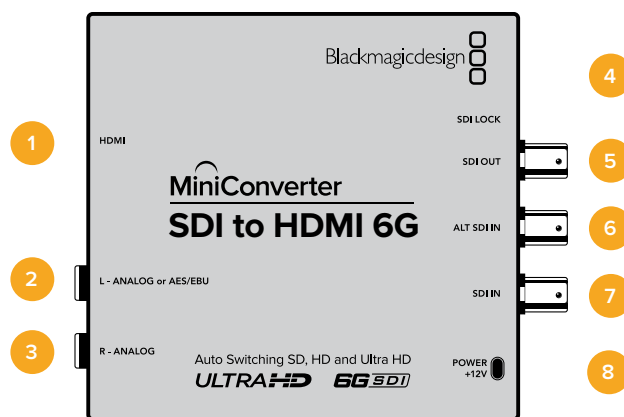 Blackmagicdesign
4
SDI LOCK
1
HDMI
SDI OUT
5
MiniConverter
SDI to HDMI 6G
ALT SDI IN
6
2
L - ANALOG or AES/EBU
SDI IN
7
3
R - ANALOG
Auto Switching SD, HD and Ultra HD
ULTRA HD 6G SDI
POWER
+12V
8